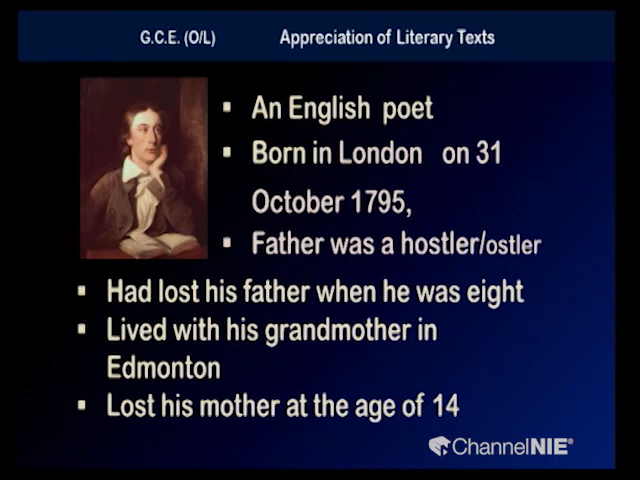 G.C.E. (O/L) Appreciation of Literary Texts
▪ An English poet
▪ Born in London on 31
October 1795,
▪ Father was a hostler/ostler
▪ Had lost his father when he was eight
▪ Lived with his grandmother in
Edmonton
▪ Lost his mother at the age of 14
ChannelNIE®